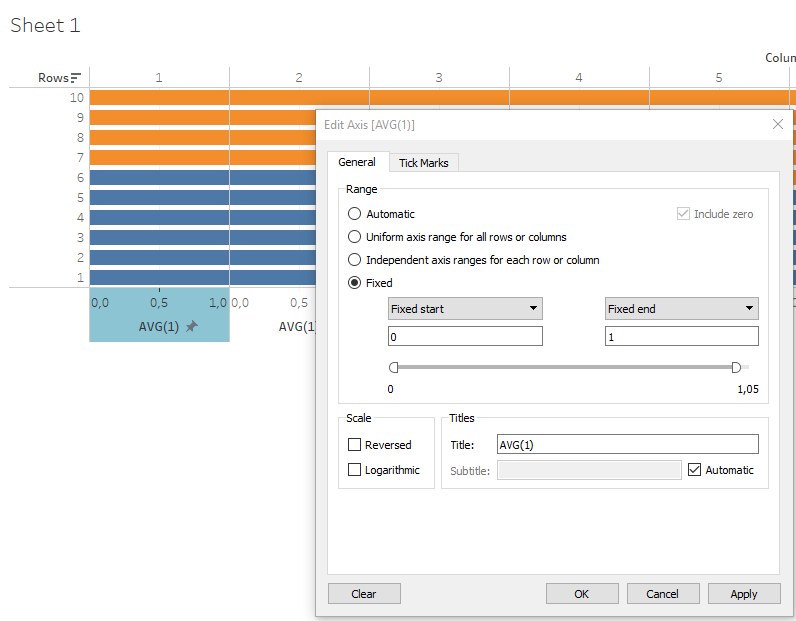 Sheet 1
Colum
Rows 1 2 3 4 5
10
9
8
7
6
5
4
3
2
1
0,0 0,5 1,0 0,0 0,5
AVG(1) AVG(1
Edit Axis [AVG(1)]
General Tick Marks
Range
Automatic Include zero
Uniform axis range for all rows or columns
Independent axis ranges for each row or column
Fixed
Fixed start Fixed end
0 1
0 1,05
Scale Titles
Reversed Title: AVG(1)
Logarithmic Subtitle: Automatic
Clear OK Cancel Apply